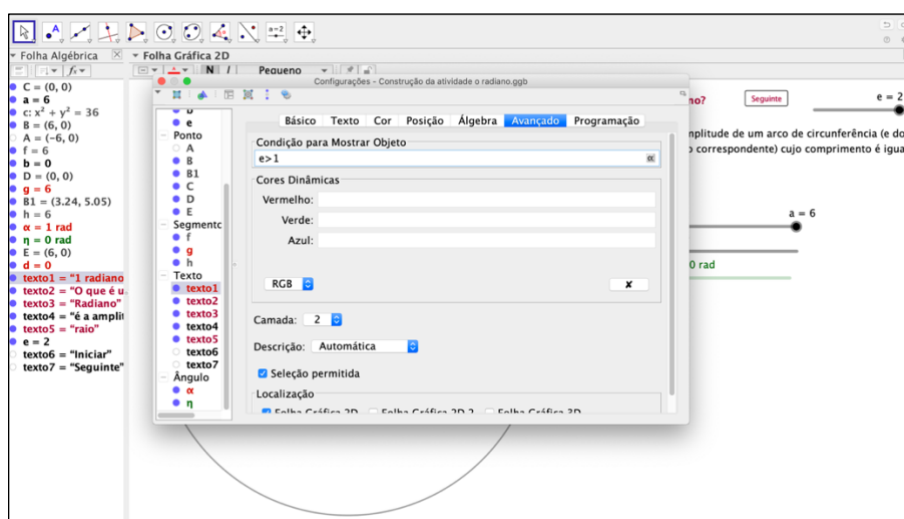 a=2
Folha Algébrica
Folha Gráfica 2D
N I
Pequeno
C = (0, 0)
a = 6
c: x² + y² = 36
B = (6, 0)
A = (−6, 0)
f = 6
b = 0
D = (0, 0)
g = 6
B1 = (3.24, 5.05)
h = 6
α = 1 rad
η = 0 rad
E = (6, 0)
d = 0
texto1 = "1 radiano
texto2 = "O que é u
texto3 = "Radiano"
texto4 = "é a amplit
texto5 = "raio"
e = 2
texto6 = "Iniciar"
texto7 = "Seguinte"
Configurações - Construção da atividade o radiano.ggb
e
Ponto
A
B
B1
C
D
E
Segmento
f
g
h
Texto
texto1
texto2
texto3
texto4
texto5
texto6
texto7
Ângulo
α
η
Básico Texto Cor Posição Álgebra Avançado Programação
Condição para Mostrar Objeto
e>1
α
Cores Dinâmicas
Vermelho:
Verde:
Azul:
RGB
✘
Camada: 2
Descrição: Automática
Seleção permitida
Localização
Folha Gráfica 2D Folha Gráfica 2D 2 Folha Gráfica 3D
no?
Seguinte
e = 2
mplitude de um arco de circunferência (e do
o correspondente) cujo comprimento é igua
a = 6
0 rad